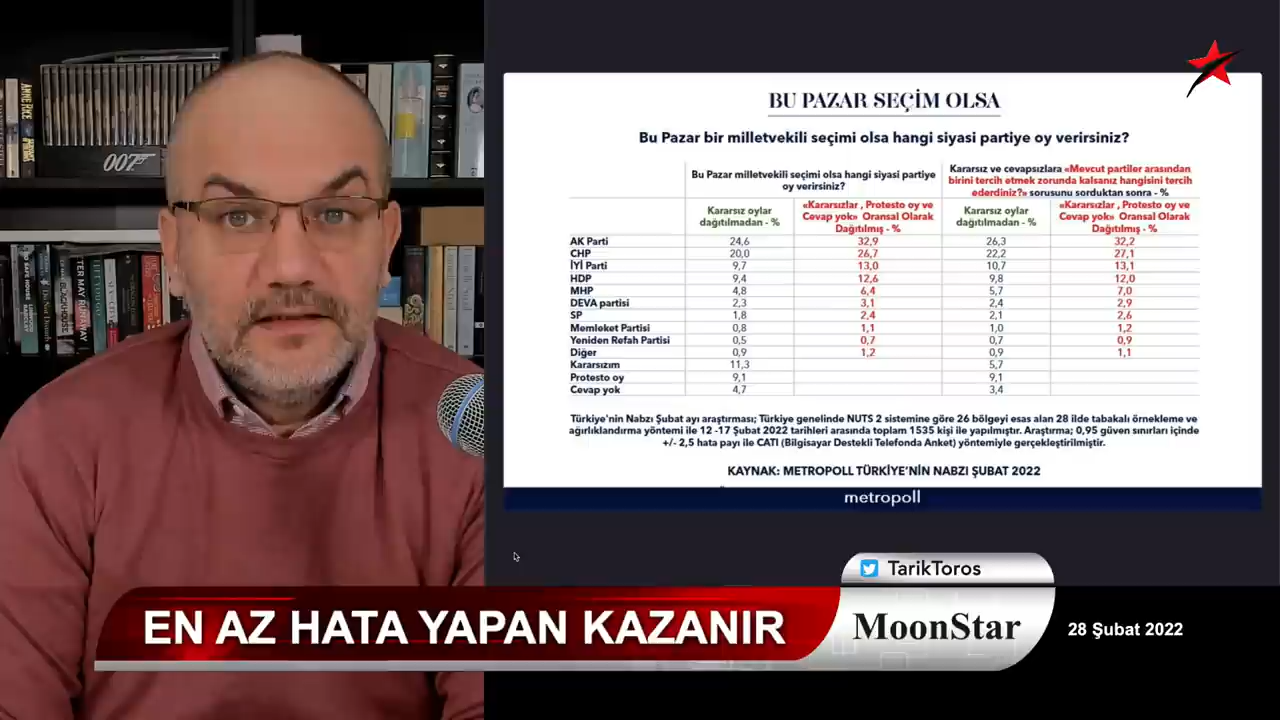 007
ANNE RICE
TER MAY
RUNAWAY
BLACKHOUSE
BU PAZAR SEÇİM OLSA
Bu Pazar bir milletvekili seçimi olsa hangi siyasi partiye oy verirsiniz?
Bu Pazar milletvekili seçimi olsa hangi siyasi partiye
oy verirsiniz?
Kararsız ve cevapsızlara «Mevcut partiler arasından
birini tercih etmek zorunda kalsanız hangisini tercih
ederdiniz?» sorusunu sorduktan sonra - %
Kararsız oylar
dağıtılmadan - %
«Kararsızlar , Protesto oy ve
Cevap yok» Oransal Olarak
Dağıtılmış - %
Kararsız oylar
dağıtılmadan - %
«Kararsızlar , Protesto oy ve
Cevap yok» Oransal Olarak
Dağıtılmış - %
AK Parti 24,6 32,9 26,3 32,2
CHP 20,0 26,7 22,2 27,1
İYİ Parti 9,7 13,0 10,7 13,1
HDP 9,4 12,6 9,8 12,0
MHP 4,8 6,4 5,7 7,0
DEVA partisi 2,3 3,1 2,4 2,9
SP 1,8 2,4 2,1 2,6
Memleket Partisi 0,8 1,1 1,0 1,2
Yeniden Refah Partisi 0,5 0,7 0,7 0,9
Diğer 0,9 1,2 0,9 1,1
Kararsızım 11,3 5,7
Protesto oy 9,1 9,1
Cevap yok 4,7 3,4
Türkiye'nin Nabzı Şubat ayı araştırması; Türkiye genelinde NUTS 2 sistemine göre 26 bölgeyi esas alan 28 ilde tabakalı örnekleme ve
ağırlıklandırma yöntemi ile 12 -17 Şubat 2022 tarihleri arasında toplam 1535 kişi ile yapılmıştır. Araştırma; 0,95 güven sınırları içinde
+/- 2,5 hata payı ile CATI (Bilgisayar Destekli Telefonda Anket) yöntemiyle gerçekleştirilmiştir.
KAYNAK: METROPOLL TÜRKİYE'NİN NABZI ŞUBAT 2022
metropoll
TarikToros
EN AZ HATA YAPAN KAZANIR
MoonStar
28 Şubat 2022